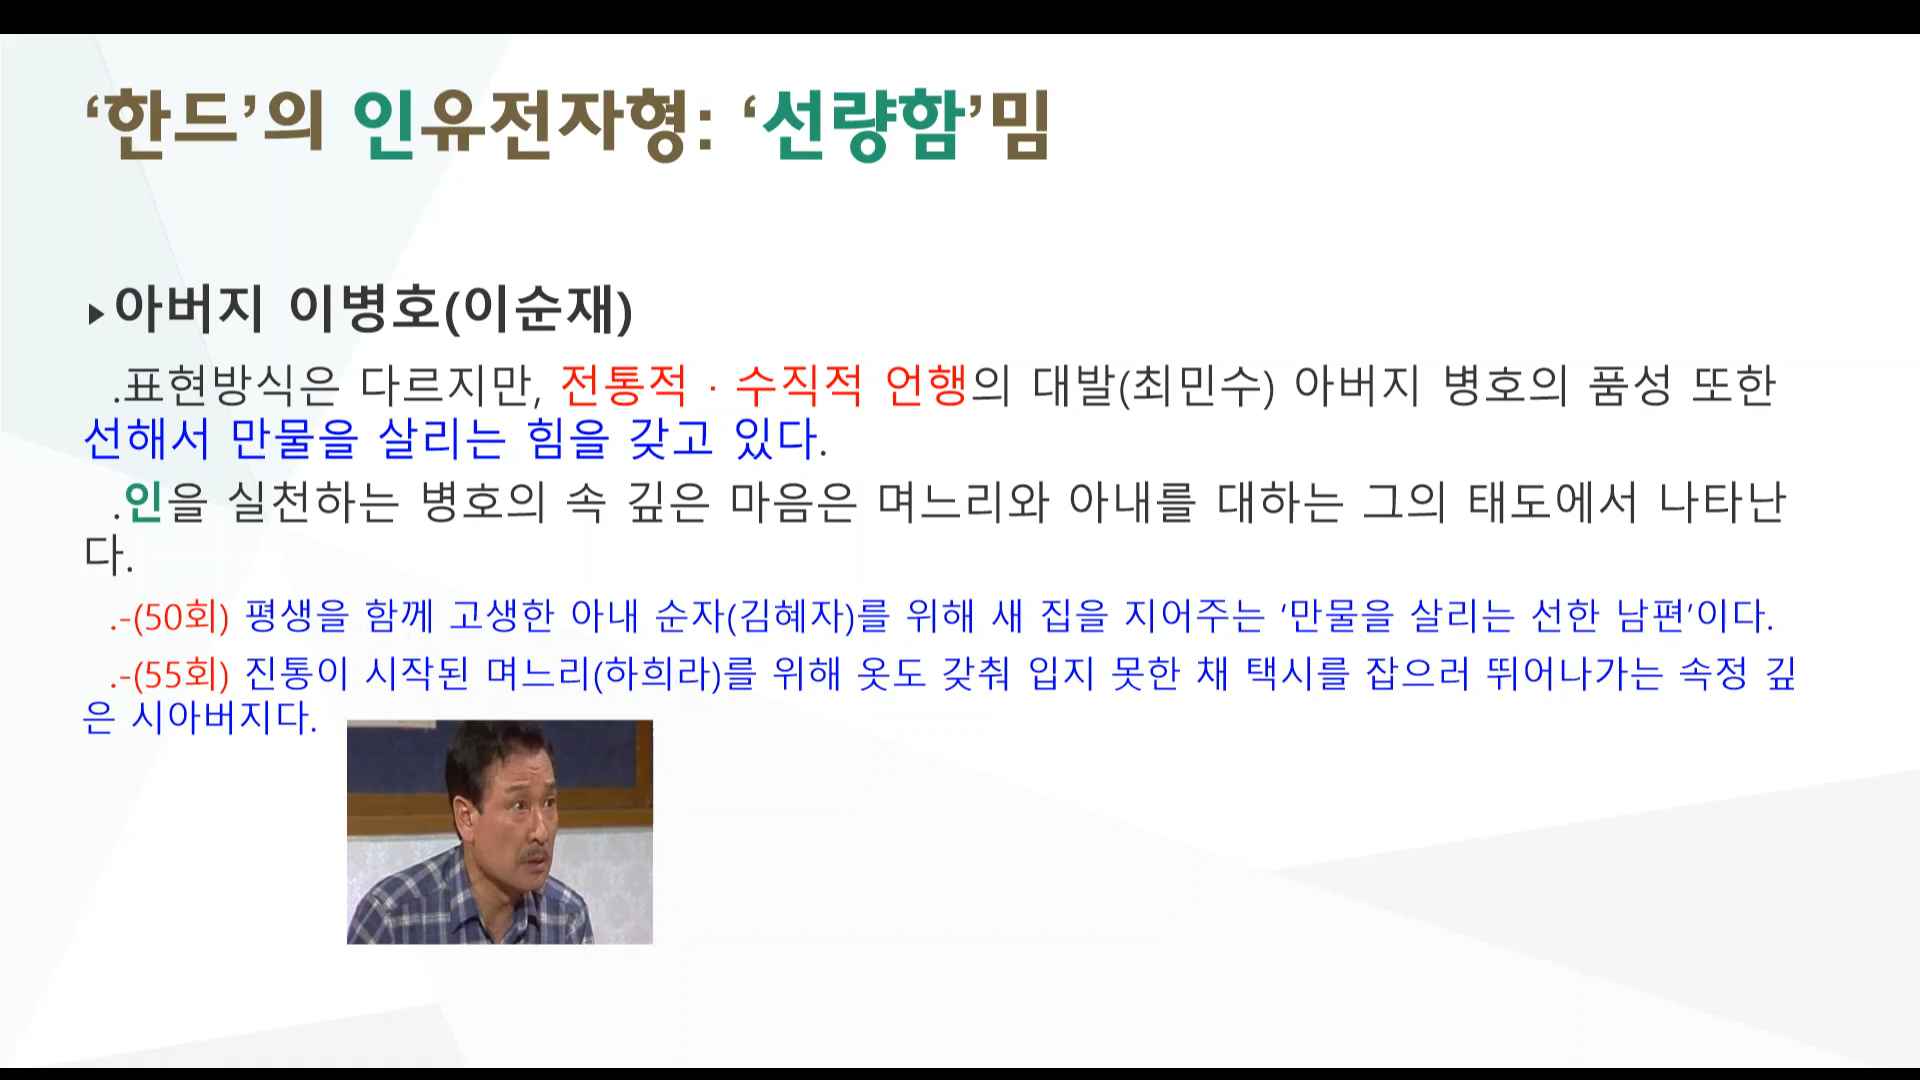 ‘한드’의 인유전자형: ‘선량함’밈
▶아버지 이병호(이순재)
.표현방식은 다르지만, 전통적 · 수직적 언행의 대발(최민수) 아버지 병호의 품성 또한
선해서 만물을 살리는 힘을 갖고 있다.
.인을 실천하는 병호의 속 깊은 마음은 며느리와 아내를 대하는 그의 태도에서 나타난
다.
.-(50회) 평생을 함께 고생한 아내 순자(김혜자)를 위해 새 집을 지어주는 ‘만물을 살리는 선한 남편’이다.
.-(55회) 진통이 시작된 며느리(하희라)를 위해 옷도 갖춰 입지 못한 채 택시를 잡으러 뛰어나가는 속정 깊
은 시아버지다.